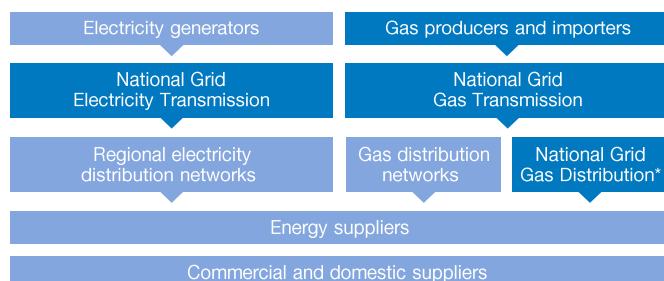 Electricity generators
Gas producers and importers
National Grid
Electricity Transmission
National Grid
Gas Transmission
Regional electricity
distribution networks
Gas distribution
networks
National Grid
Gas Distribution*
Energy suppliers
Commercial and domestic suppliers